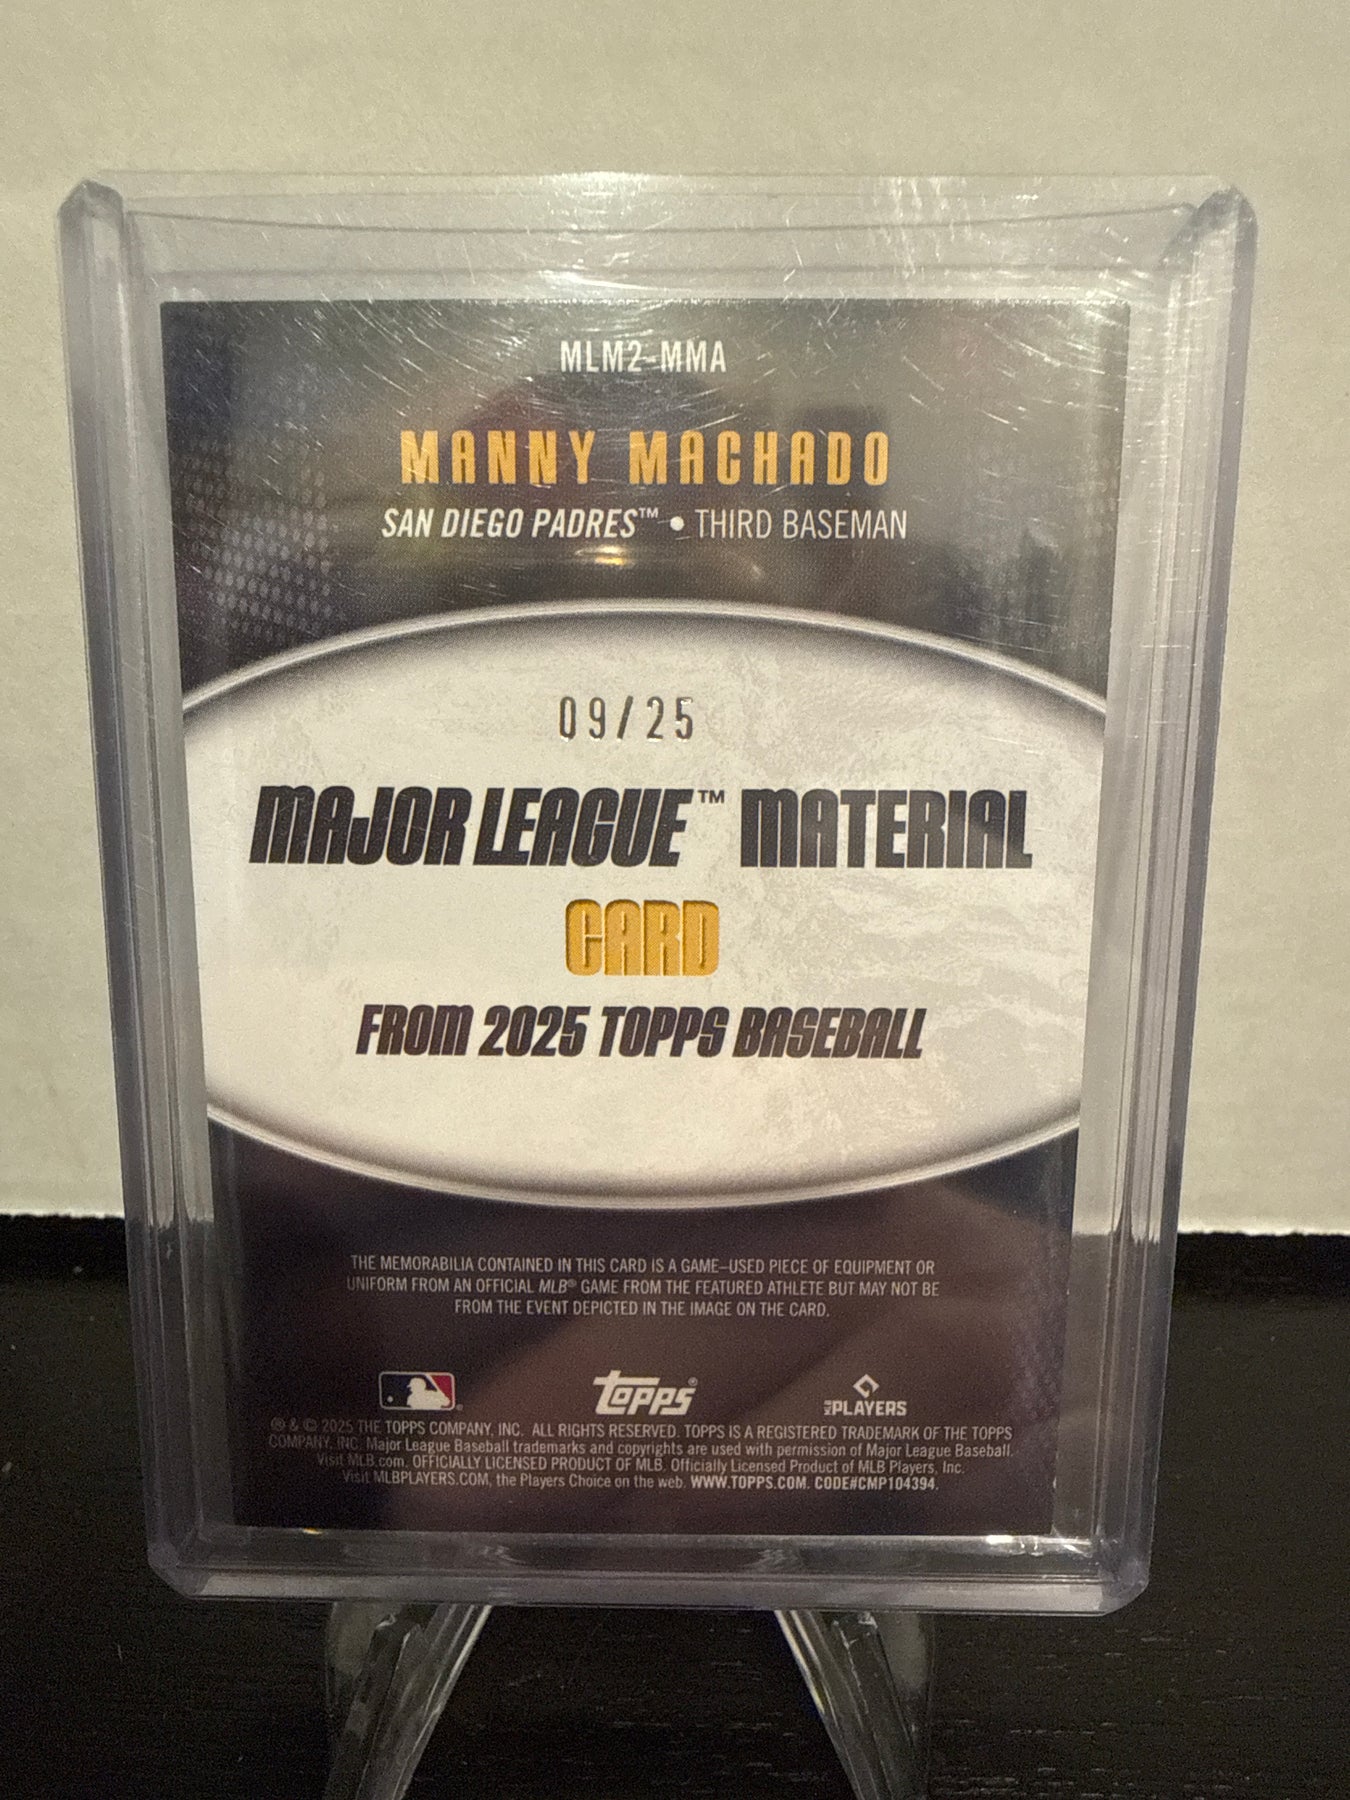 MLM2-MMA
MANNY MACHADO
SAN DIEGO PADRES™ • THIRD BASEMAN
09/25
MAJOR LEAGUE™ MATERIAL
CARD
FROM 2025 TOPPS BASEBALL
THE MEMORABILIA CONTAINED IN THIS CARD IS A GAME-USED PIECE OF EQUIPMENT OR
UNIFORM FROM AN OFFICIAL MLB® GAME FROM THE FEATURED ATHLETE BUT MAY NOT BE
FROM THE EVENT DEPICTED IN THE IMAGE ON THE CARD.
topps® PLAYERS
® & © 2025 THE TOPPS COMPANY, INC. ALL RIGHTS RESERVED. TOPPS IS A REGISTERED TRADEMARK OF THE TOPPS
COMPANY, INC. Major League Baseball trademarks and copyrights are used with permission of Major League Baseball.
Visit MLB.com. OFFICIALLY LICENSED PRODUCT OF MLB. Officially Licensed Product of MLB Players, Inc.
Visit MLBPLAYERS.COM, the Players Choice on the web. WWW.TOPPS.COM. CODE#CMP104394.